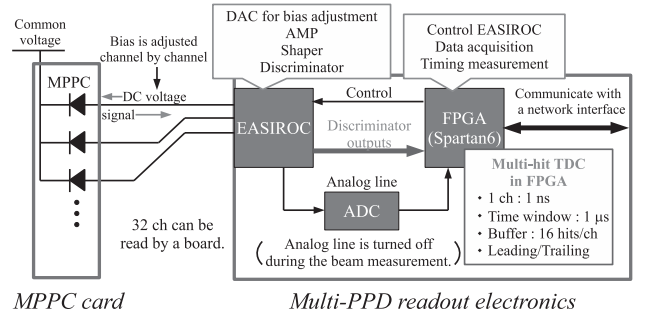 Common
voltage
Bias is adjusted
channel by channel
DAC for bias adjustment
AMP
Shaper
Discriminator
Control EASIROC
Data acquisition
Timing measurement
MPPC
DC voltage
signal
EASIROC
Control
Discriminator
outputs
FPGA
(Spartan6)
Communicate with
a network interface
Analog line
ADC
Multi-hit TDC
in FPGA
• 1 ch : 1 ns
• Time window : 1 μs
• Buffer : 16 hits/ch
• Leading/Trailing
32 ch can be
read by a board.
( Analog line is turned off
during the beam measurement. )
MPPC card
Multi-PPD readout electronics